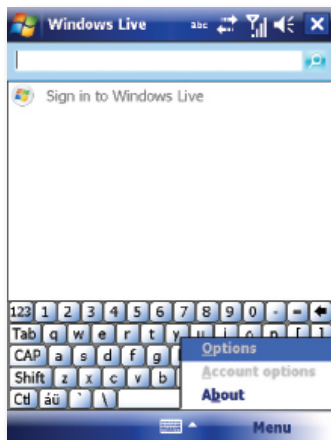 Windows Live abc
Sign in to Windows Live
123 1 2 3 4 5 6 7 8 9 0 - =
Tab q w e r t y u i o p [ ]
CAP a s d f g
Shift z x c v b
Ctl áü ` \
Options
Account options
About
Menu